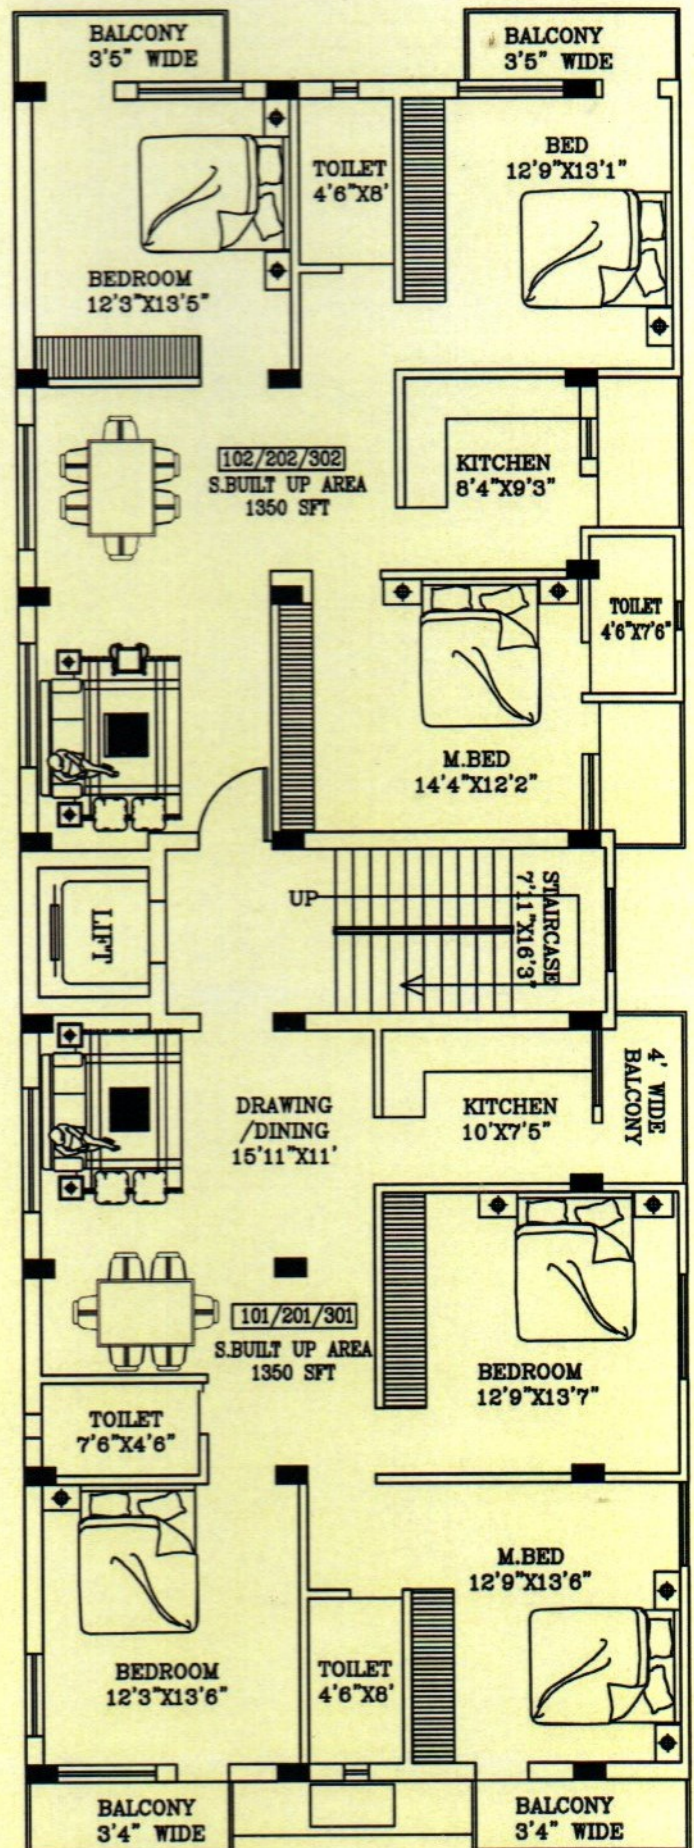 BALCONY
3'5" WIDE
BALCONY
3'5" WIDE
TOILET
4'6"X8'
BED
12'9"X13'1"
BEDROOM
12'3"X13'5"
102/202/302
S.BUILT UP AREA
1350 SFT
KITCHEN
8'4"X9'3"
TOILET
4'6"X7'6"
M.BED
14'4"X12'2"
LIFT
UP
STAIRCASE
7'11"X16'3"
DRAWING
/DINING
15'11"X11'
KITCHEN
10'X7'5"
4' WIDE
BALCONY
101/201/301
S.BUILT UP AREA
1350 SFT
BEDROOM
12'9"X13'7"
TOILET
7'6"X4'6"
M.BED
12'9"X13'6"
BEDROOM
12'3"X13'6"
TOILET
4'6"X8'
BALCONY
3'4" WIDE
BALCONY
3'4" WIDE